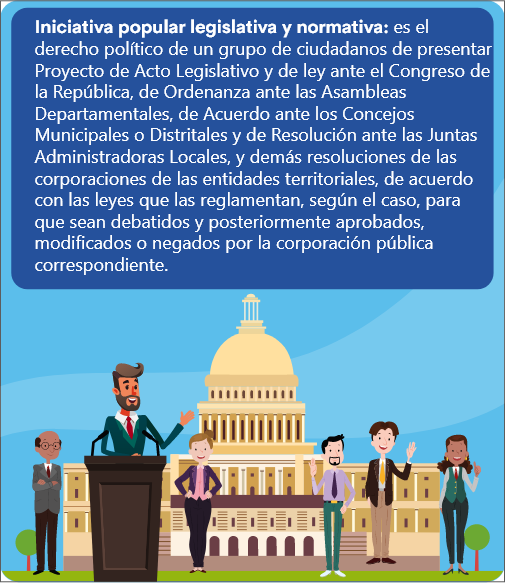 Iniciativa popular legislativa y normativa: es el
derecho político de un grupo de ciudadanos de presentar
Proyecto de Acto Legislativo y de ley ante el Congreso de
la República, de Ordenanza ante las Asambleas
Departamentales, de Acuerdo ante los Concejos
Municipales o Distritales y de Resolución ante las Juntas
Administradoras Locales, y demás resoluciones de las
corporaciones de las entidades territoriales, de acuerdo
con las leyes que las reglamentan, según el caso, para
que sean debatidos y posteriormente aprobados,
modificados o negados por la corporación pública
correspondiente.